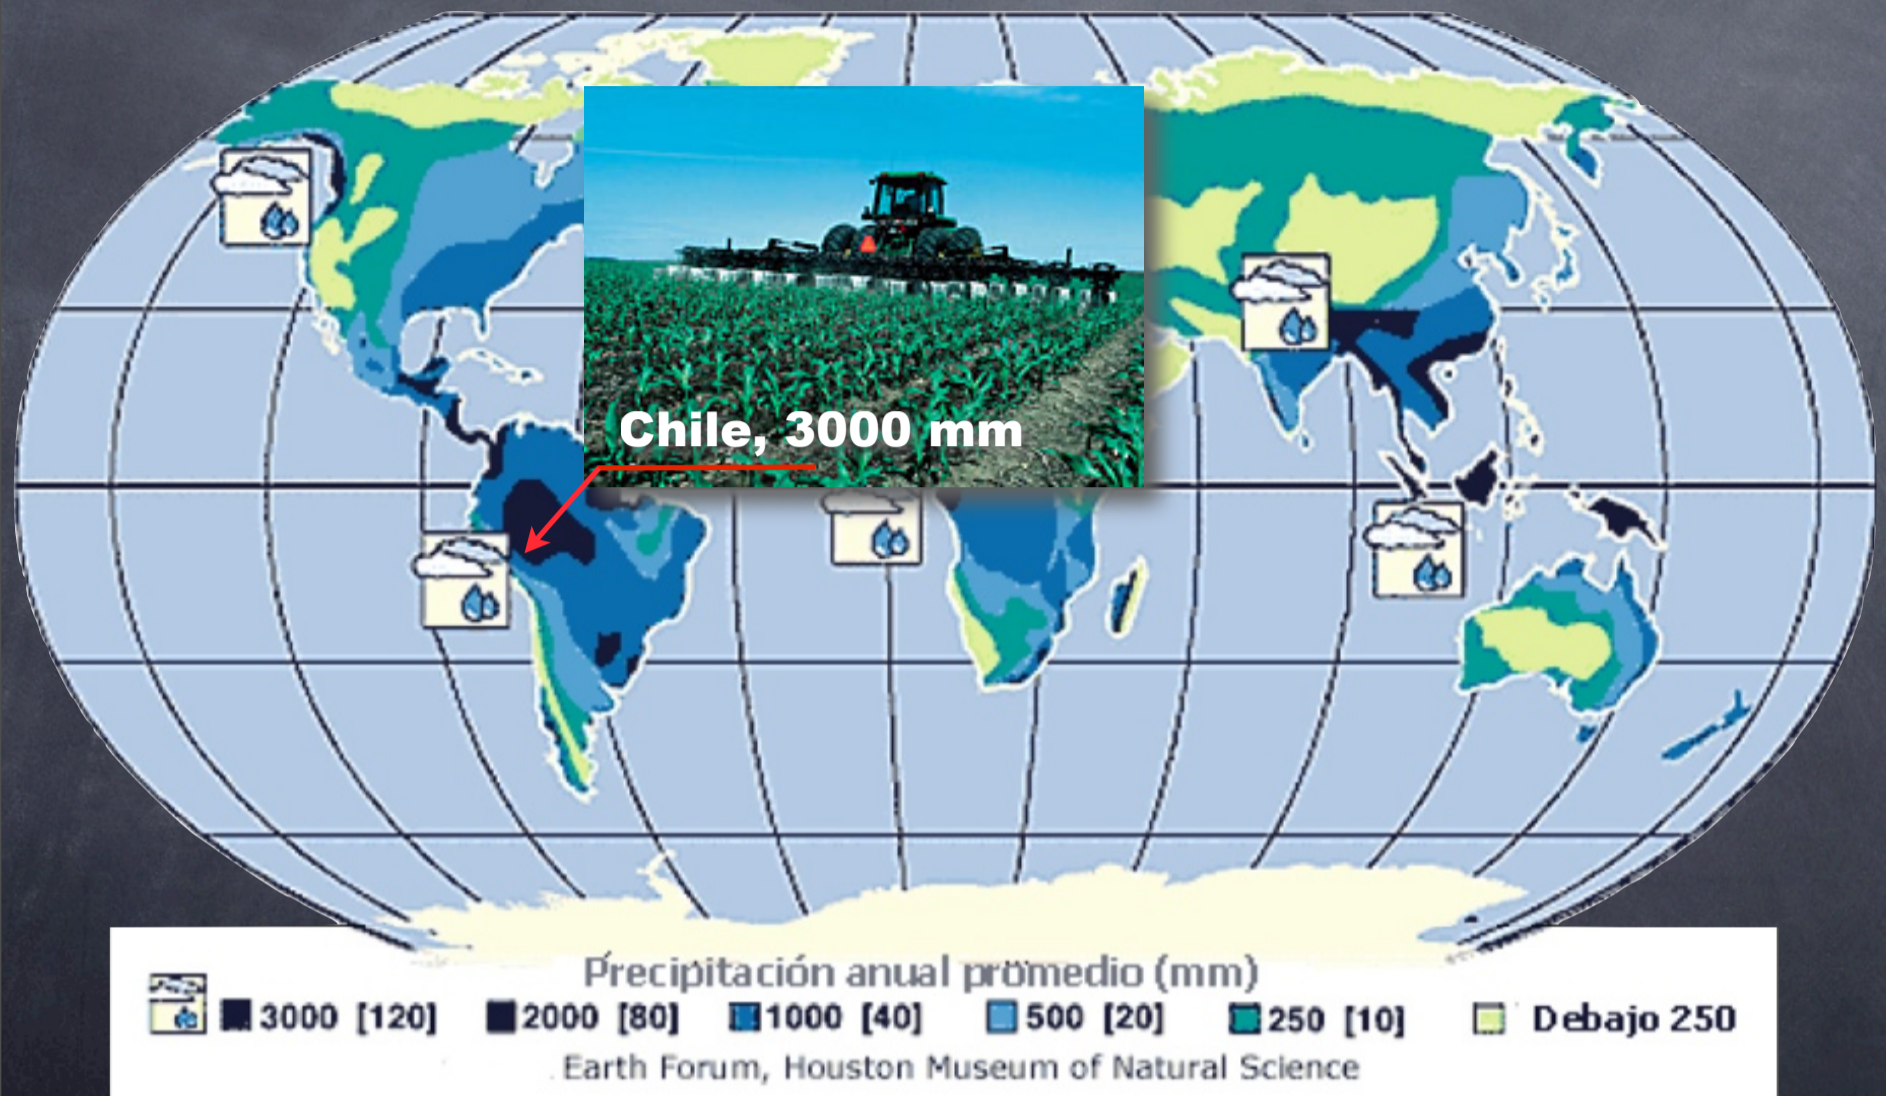 Chile, 3000 mm
Precipitación anual promedio (mm)
3000 [120] 2000 [80] 1000 [40] 500 [20] 250 [10] Debajo 250
Earth Forum, Houston Museum of Natural Science